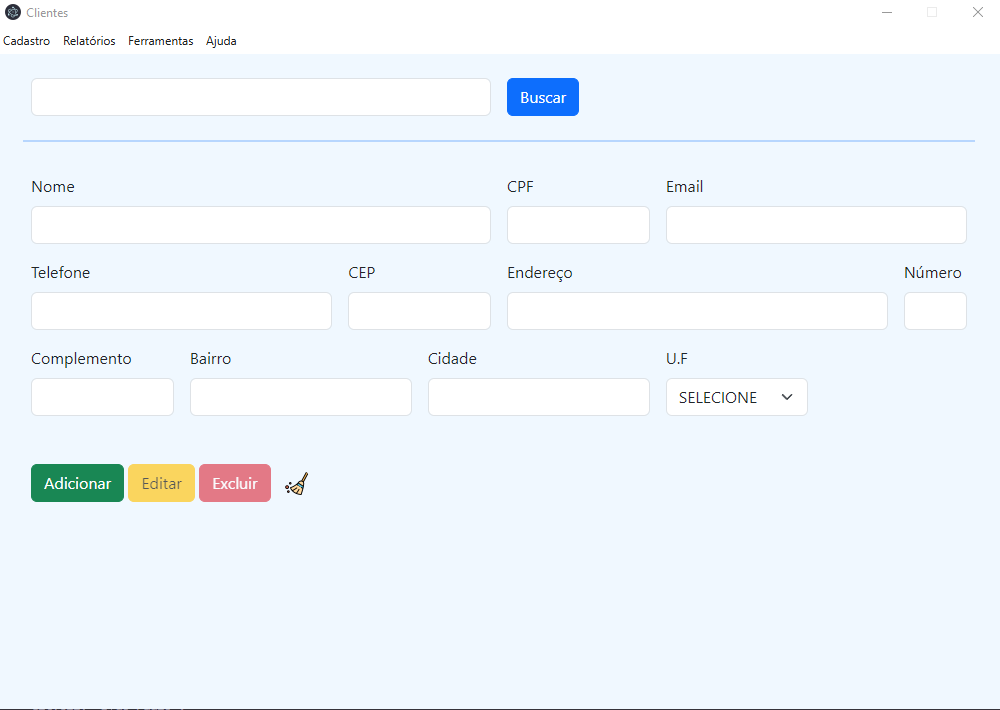 Clientes
Cadastro Relatórios Ferramentas Ajuda
Buscar
Nome CPF Email
Telefone CEP Endereço Número
Complemento Bairro Cidade U.F
SELECIONE
Adicionar Editar Excluir